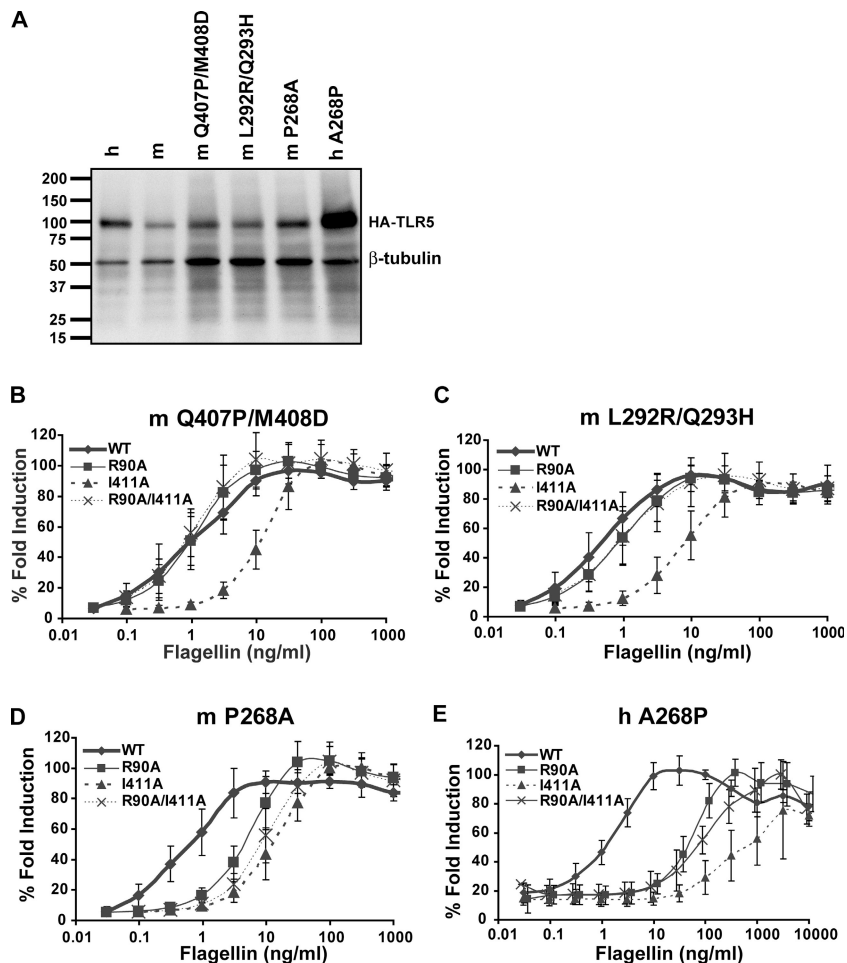 A
h
m
m Q407P/M408D
m L292R/Q293H
m P268A
h A268P
200
150
100
75
50
37
25
15
HA-TLR5
β-tubulin
B
m Q407P/M408D
WT
R90A
I411A
R90A/I411A
% Fold Induction
120
100
80
60
40
20
0
0.01 0.1 1 10 100 1000
Flagellin (ng/ml)
C
m L292R/Q293H
WT
R90A
I411A
R90A/I411A
% Fold Induction
120
100
80
60
40
20
0
0.01 0.1 1 10 100 1000
Flagellin (ng/ml)
D
m P268A
WT
R90A
I411A
R90A/I411A
% Fold Induction
120
100
80
60
40
20
0
0.01 0.1 1 10 100 1000
Flagellin (ng/ml)
E
h A268P
WT
R90A
I411A
R90A/I411A
% Fold Induction
120
100
80
60
40
20
0
0.01 0.1 1 10 100 1000 10000
Flagellin (ng/ml)